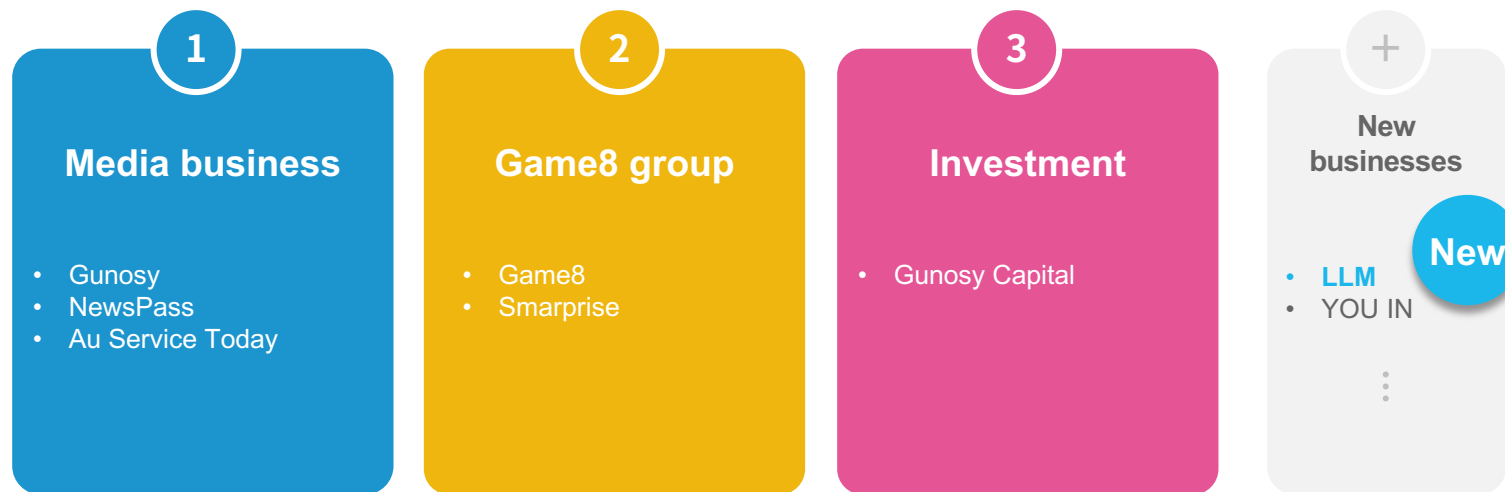 1
Media business
• Gunosy
• NewsPass
• Au Service Today
2
Game8 group
• Game8
• Smarprise
3
Investment
• Gunosy Capital
+
New
businesses
New
• LLM
• YOU IN
⋮